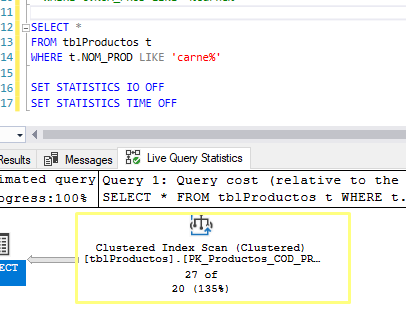 11
12 SELECT *
13 FROM tblProductos t
14 WHERE t.NOM_PROD LIKE 'carne%'
15
16 SET STATISTICS IO OFF
17 SET STATISTICS TIME OFF
Results Messages Live Query Statistics
imated query Query 1: Query cost (relative to the
ogress:100% SELECT * FROM tblProductos t WHERE t.
Clustered Index Scan (Clustered)
[tblProductos].[PK_Productos_COD_PR...
ECT
27 of
20 (135%)